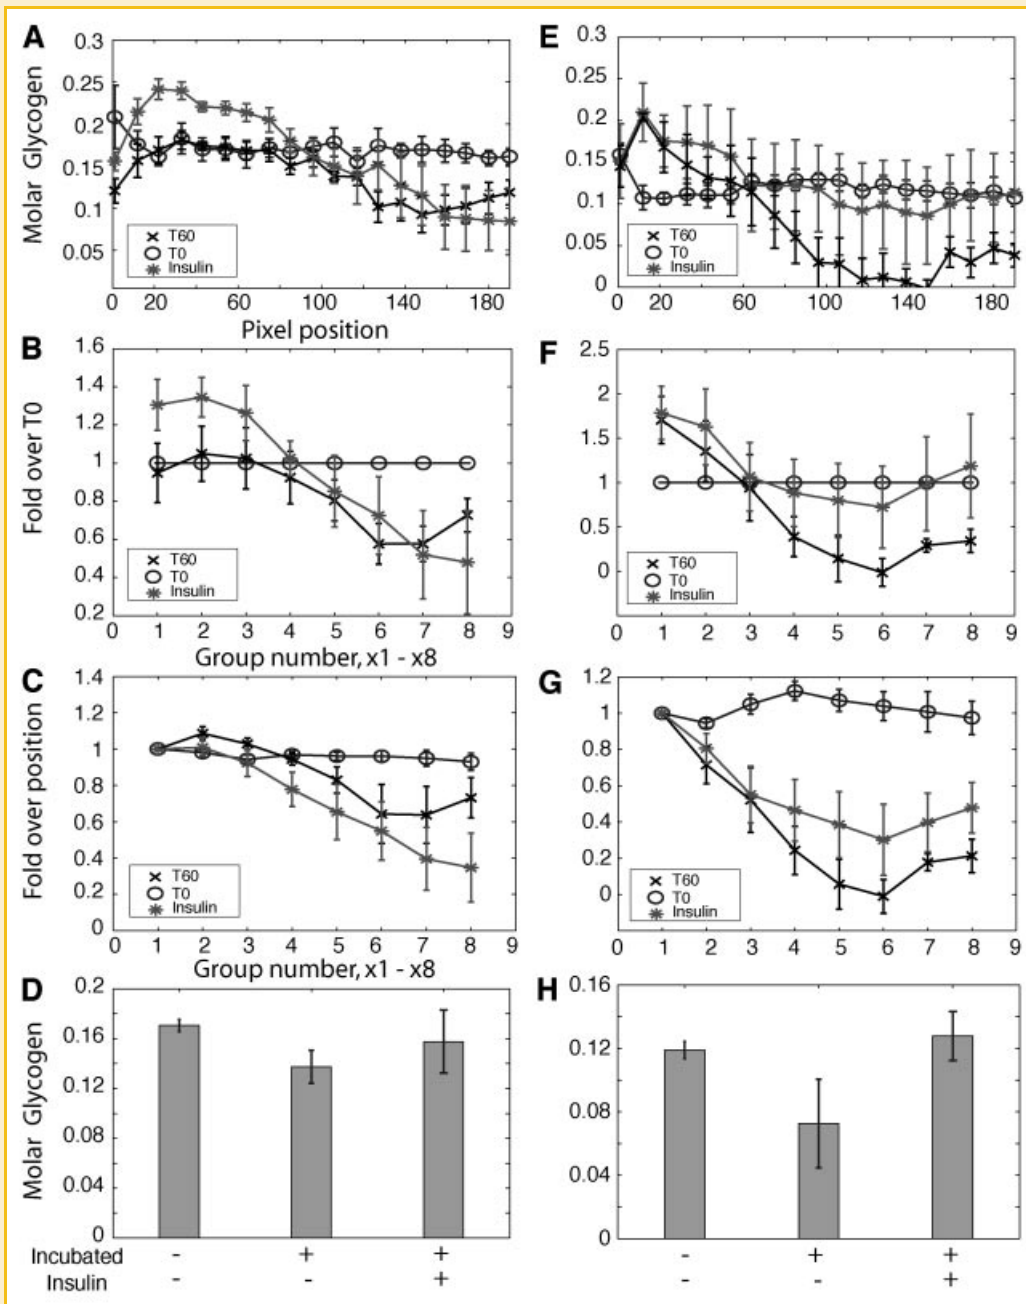 A
0.3
0.25
0.2
0.15
0.1
0.05
Molar Glycogen
T60
T0
Insulin
0 20 60 100 140 180
Pixel position
E
0.3
0.25
0.2
0.15
0.1
0.05
0
T60
T0
Insulin
0 20 60 100 140 180
B
1.6
1.4
1.2
1
0.8
0.6
0.4
0.2
Fold over T0
T60
T0
Insulin
0 1 2 3 4 5 6 7 8 9
Group number, x1 - x8
F
2.5
2
1.5
1
0.5
0
T60
T0
Insulin
0 1 2 3 4 5 6 7 8 9
C
1.4
1.2
1
0.8
0.6
0.4
0.2
0
Fold over position
T60
T0
Insulin
0 1 2 3 4 5 6 7 8 9
Group number, x1 - x8
G
1.2
1.0
0.8
0.6
0.4
0.2
0
T60
T0
Insulin
0 1 2 3 4 5 6 7 8 9
D
0.2
0.16
0.12
0.08
0.04
0
Molar Glycogen
H
0.16
0.12
0.08
0.04
0
Incubated - + + - + +
Insulin - - + - - +